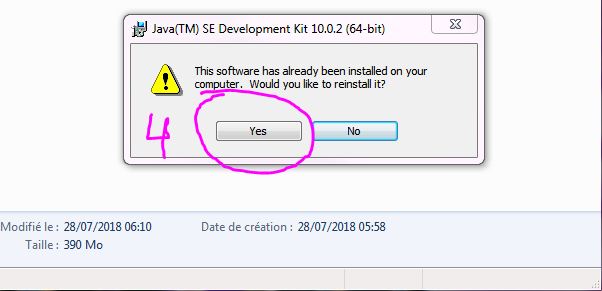 Java(TM) SE Development Kit 10.0.2 (64-bit)
This software has already been installed on your
computer. Would you like to reinstall it?
4
Yes
No
Modifié le : 28/07/2018 06:10 Date de création : 28/07/2018 05:58
Taille : 390 Mo